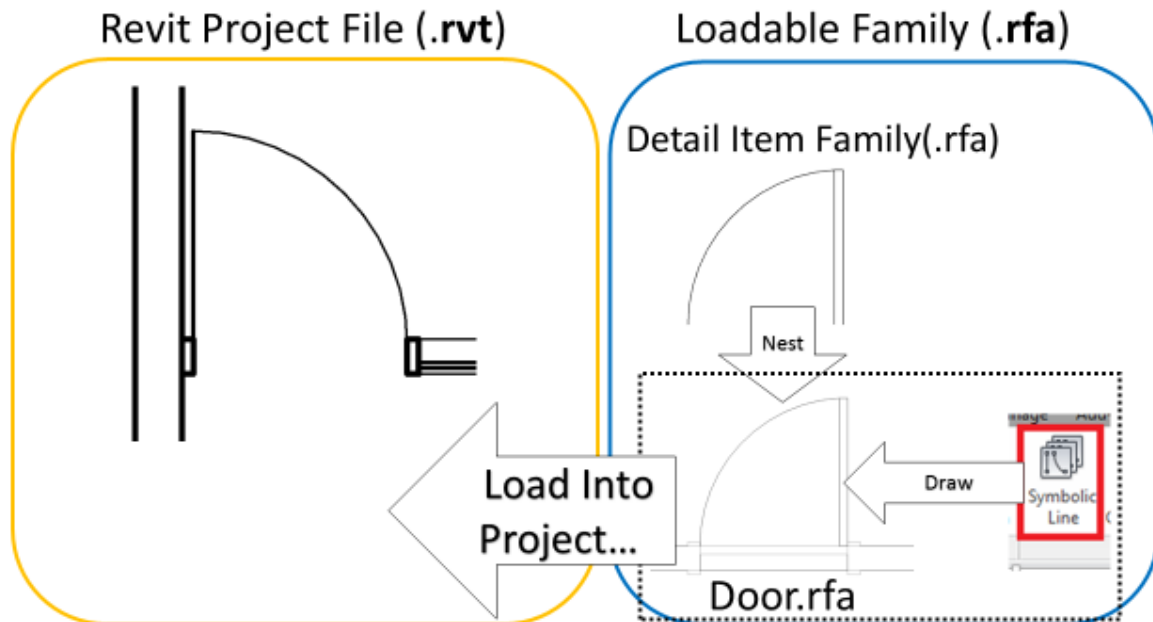 Revit Project File (.rvt)
Loadable Family (.rfa)
Detail Item Family(.rfa)
Nest
Load Into
Project...
Draw
Symbolic
Line
Door.rfa